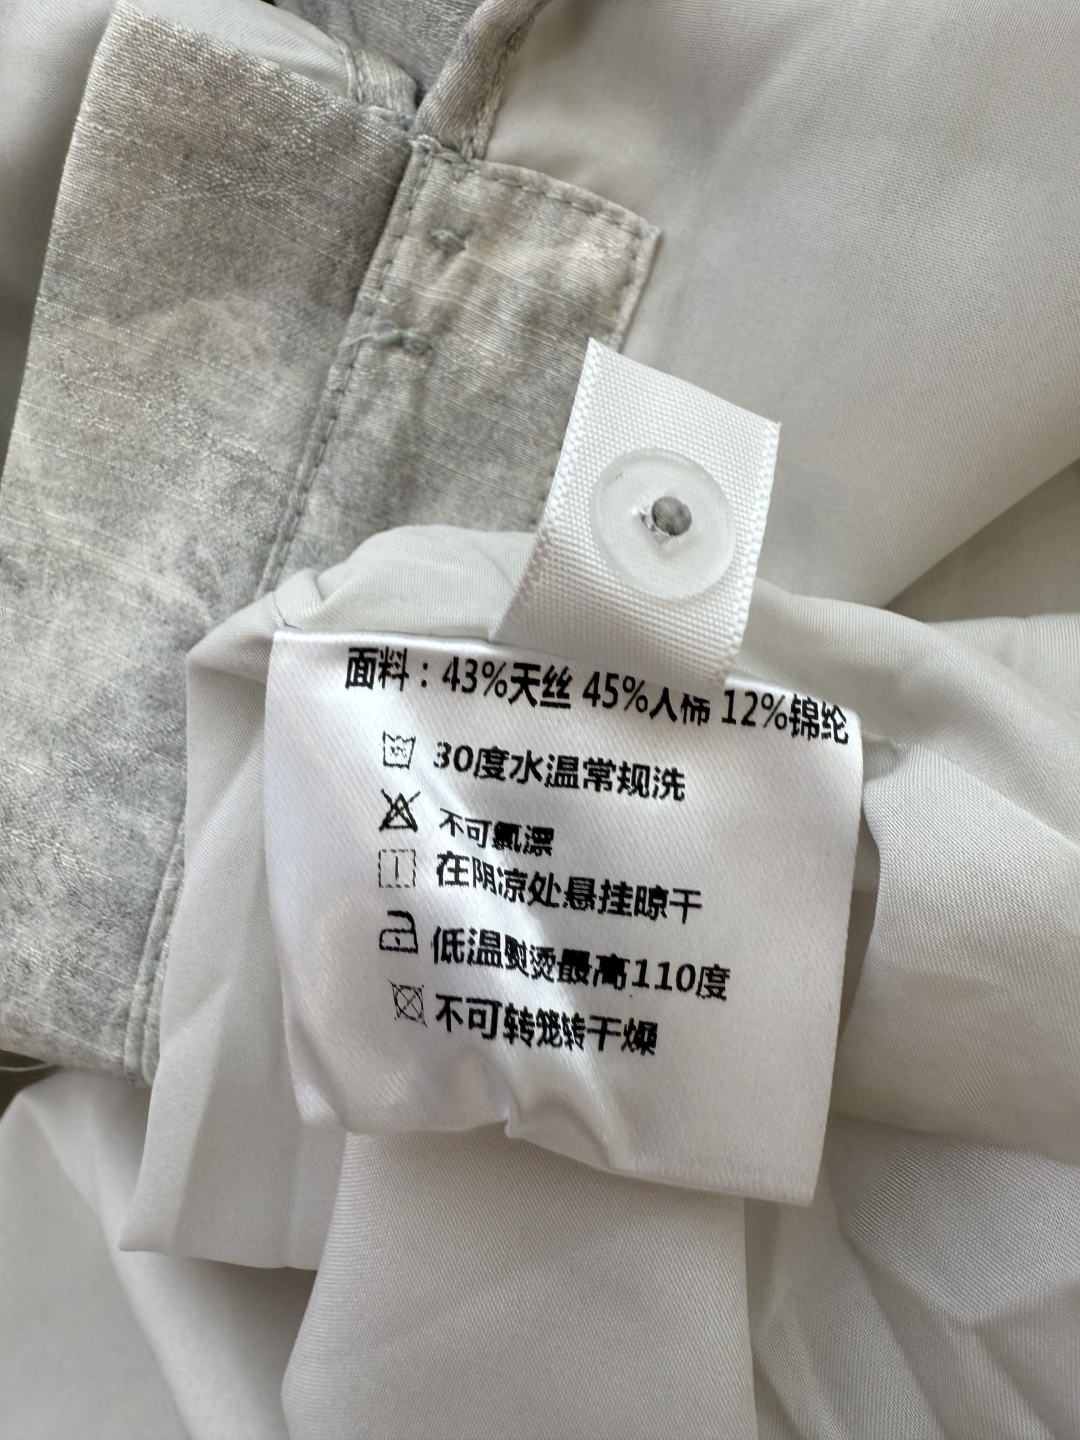 面料：43%天丝 45%人棉 12%锦纶
30度水温常规洗
不可氯漂
在阴凉处悬挂晾干
低温熨烫最高110度
不可转笼转干燥